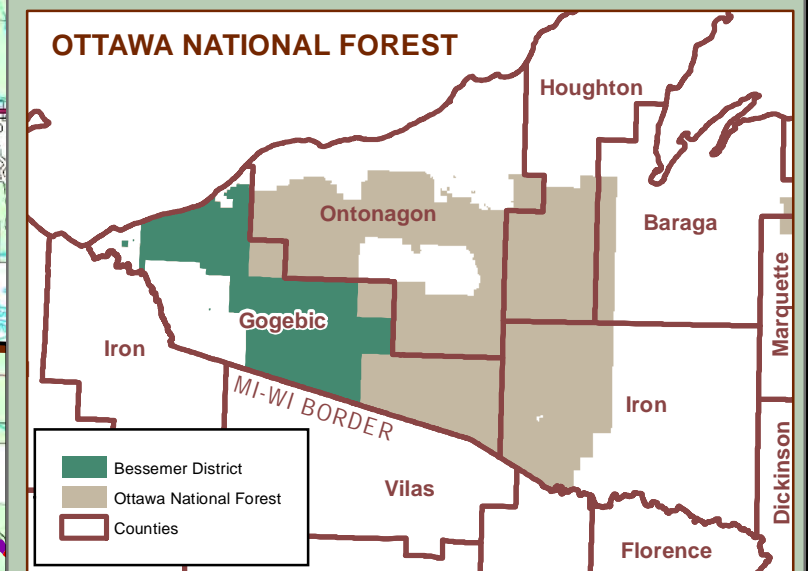 OTTAWA NATIONAL FOREST
Houghton
Ontonagon
Baraga
Marquette
Gogebic
Iron
MI-WI BORDER
Iron
Dickinson
Vilas
Florence
Bessemer District
Ottawa National Forest
Counties